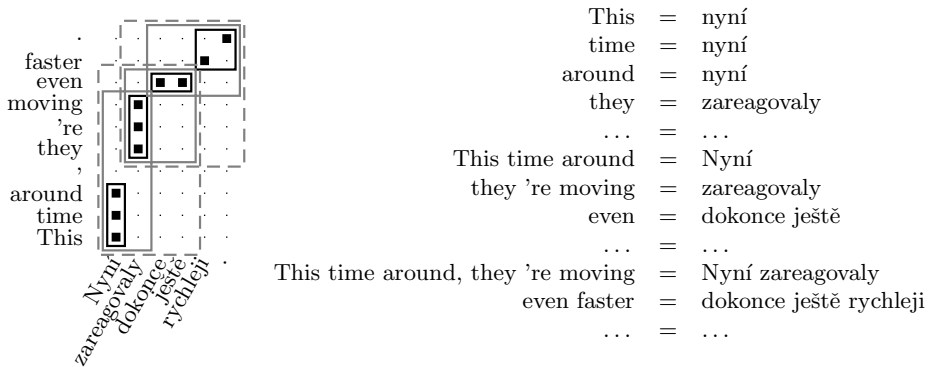 .
faster
even
moving
're
they
,
around
time
This
Nyní
zareagovaly
dokonce
ještě
rychleji
.
This = nyní
time = nyní
around = nyní
they = zareagovaly
... = ...
This time around = Nyní
they 're moving = zareagovaly
even = dokonce ještě
... = ...
This time around, they 're moving = Nyní zareagovaly
even faster = dokonce ještě rychleji
... = ...